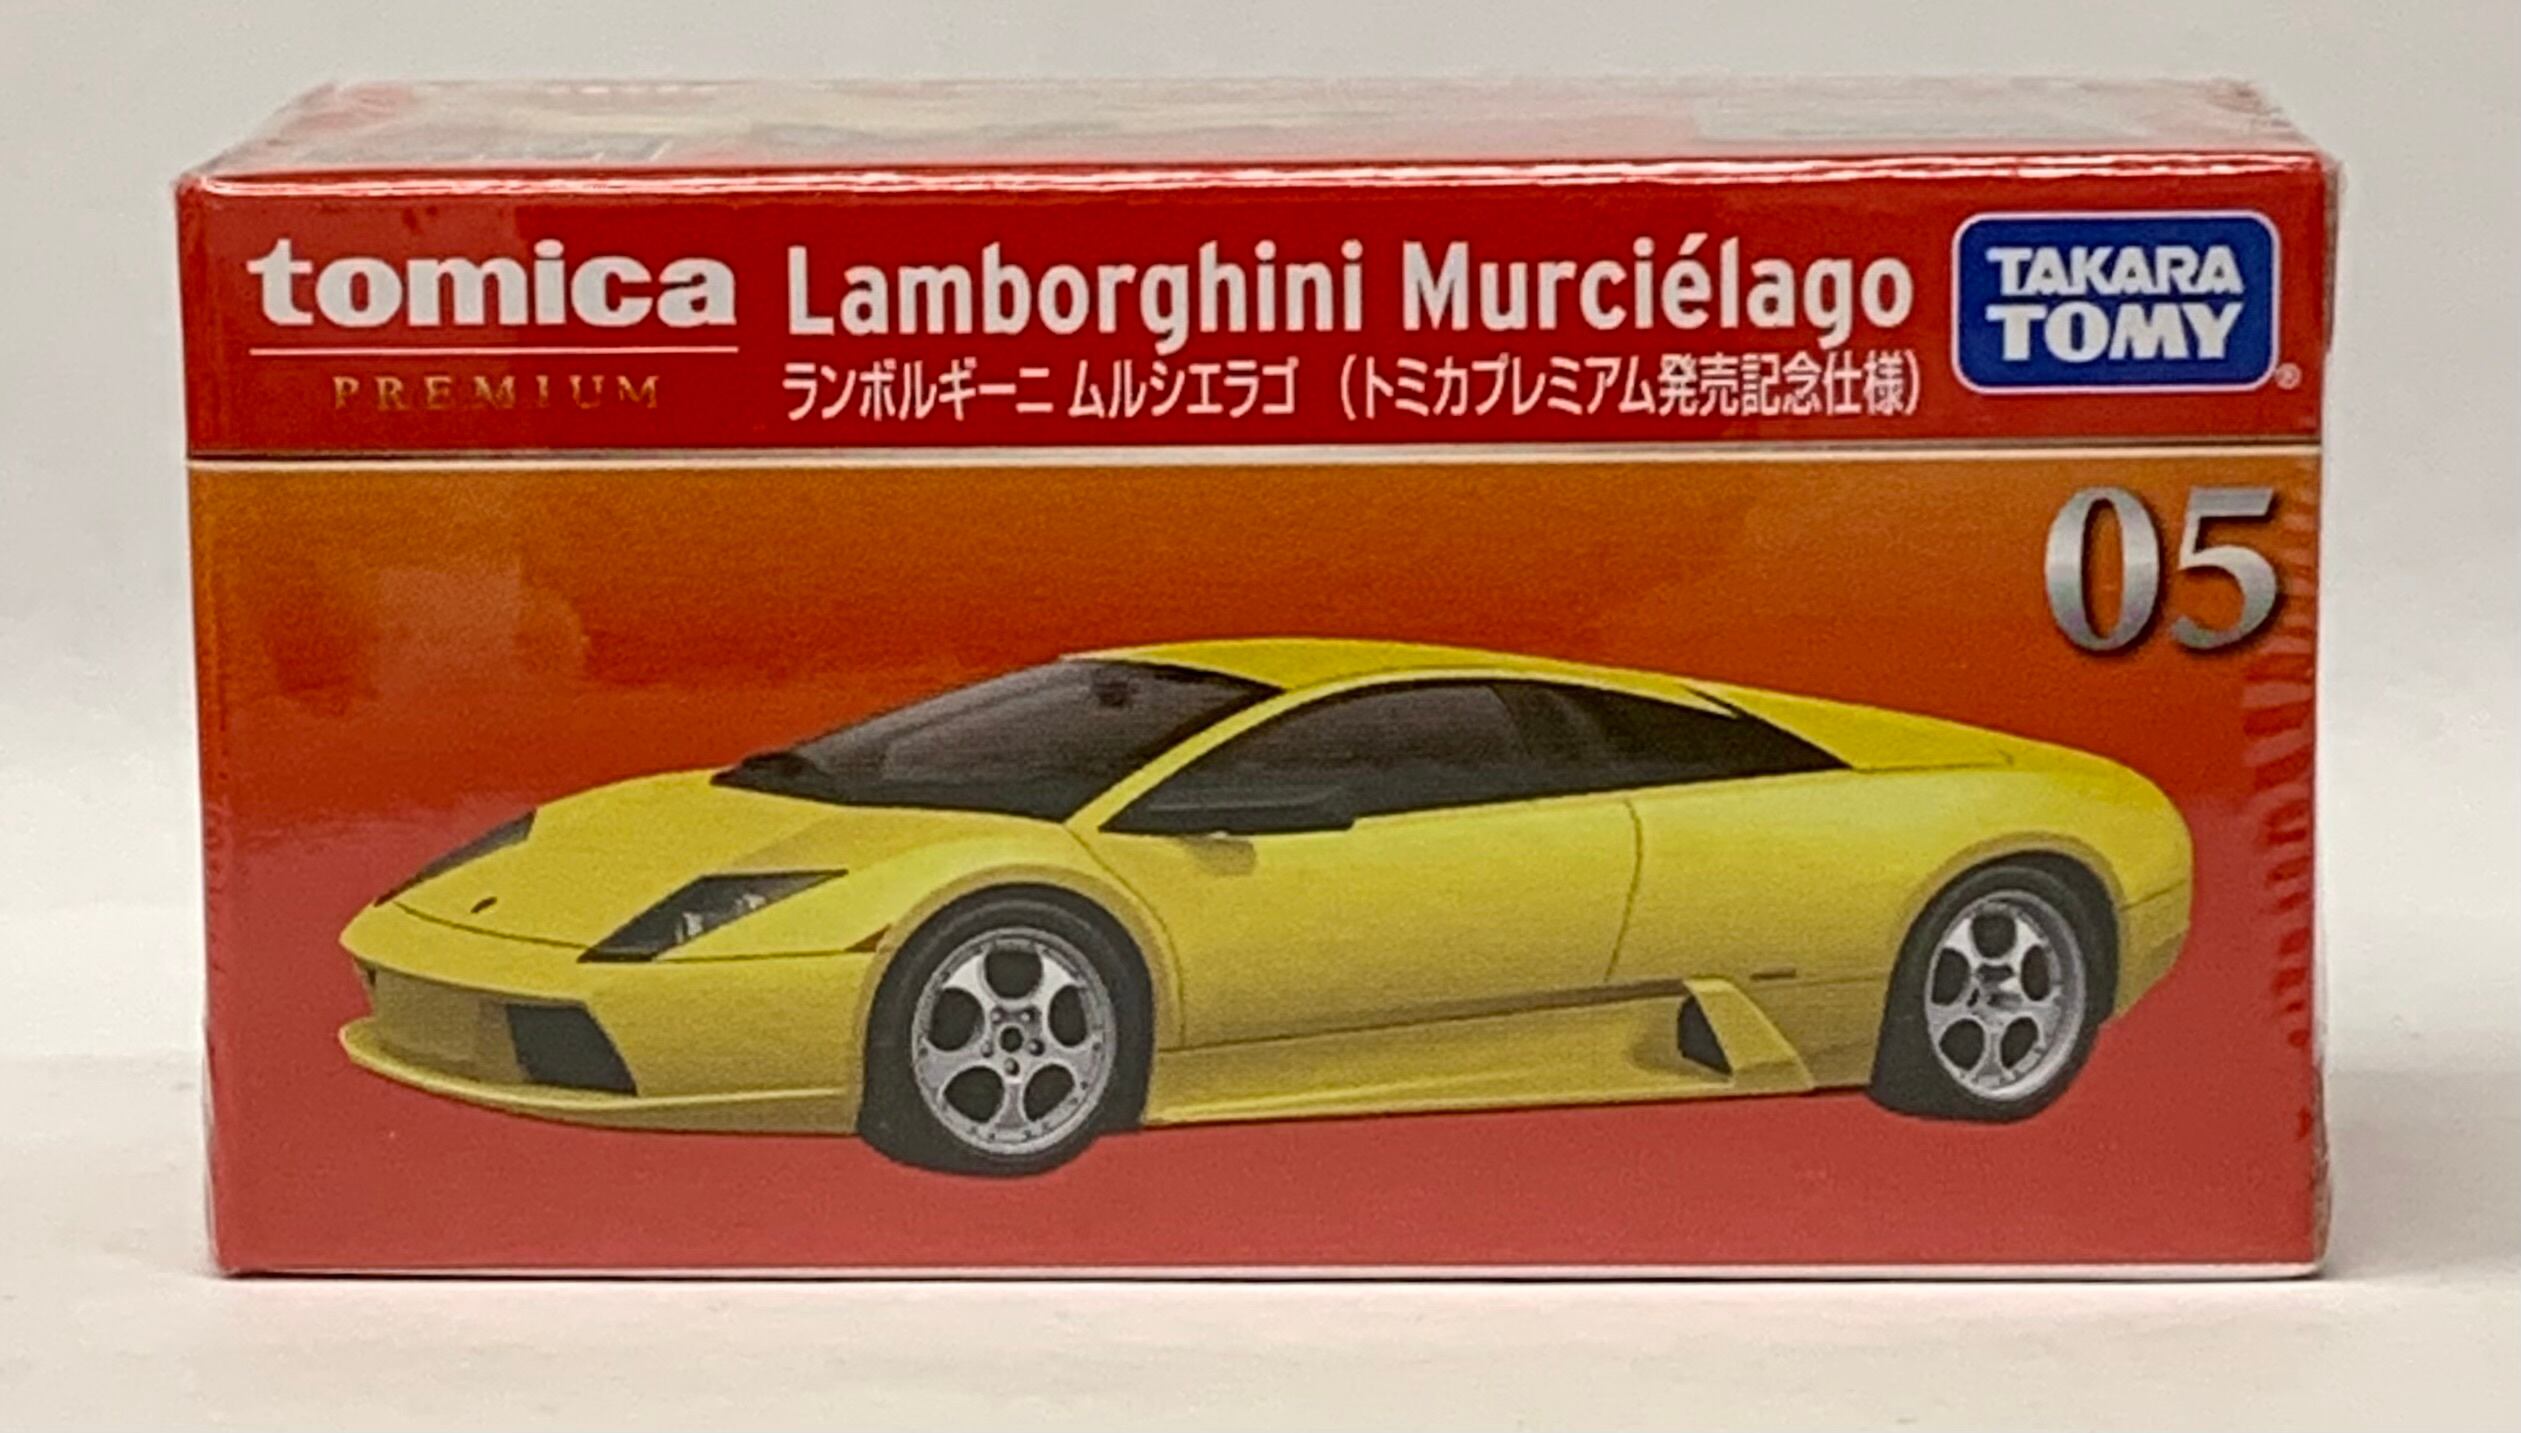 tomica
PREMIUM
Lamborghini Murciélago
ランボルギーニ ムルシエラゴ (トミカプレミアム発売記念仕様)
TAKARA
TOMY®
05